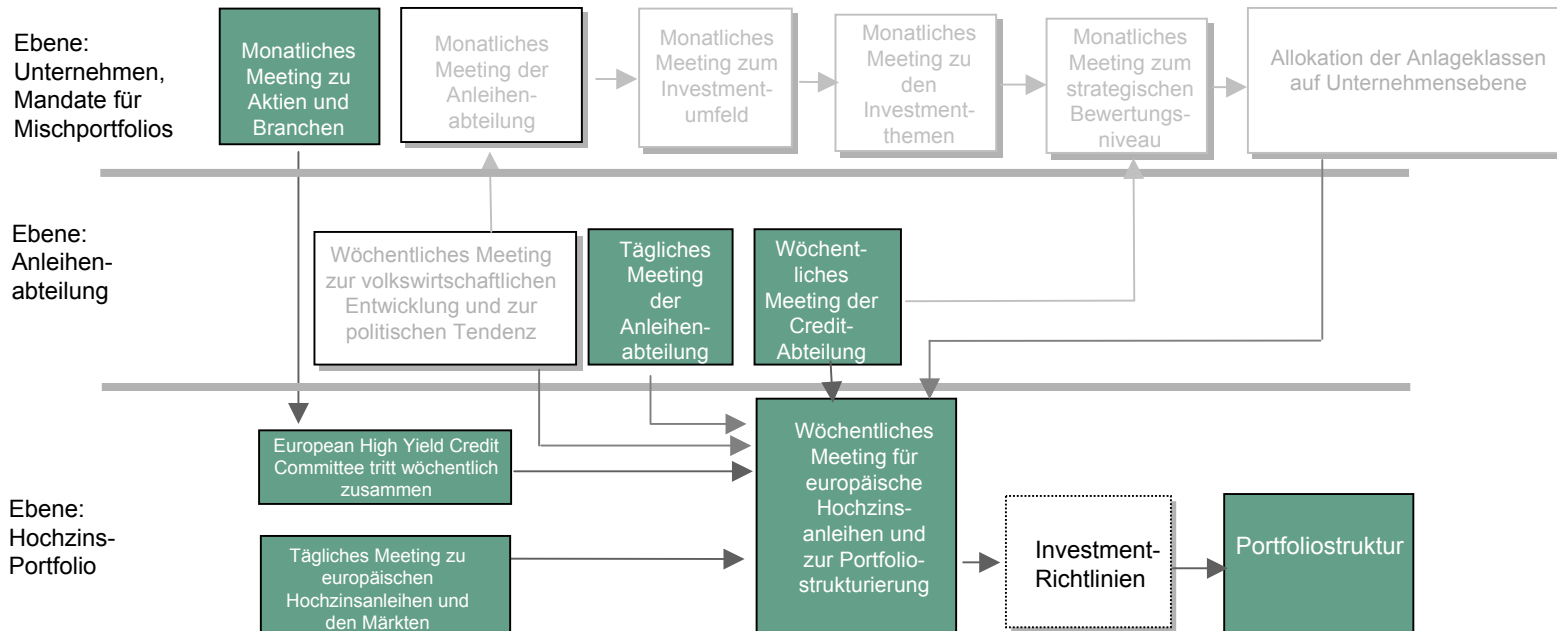 Ebene:
Unternehmen,
Mandate für
Mischportfolios
Monatliches
Meeting zu
Aktien und
Branchen
Monatliches
Meeting der
Anleihen-
abteilung
Monatliches
Meeting zum
Investment-
umfeld
Monatliches
Meeting zu
den
Investment-
themen
Monatliches
Meeting zum
strategischen
Bewertungs-
niveau
Allokation der Anlageklassen
auf Unternehmensebene
Ebene:
Anleihen-
abteilung
Wöchentliches Meeting
zur volkswirtschaftlichen
Entwicklung und zur
politischen Tendenz
Tägliches
Meeting
der
Anleihen-
abteilung
Wöchent-
liches
Meeting der
Credit-
Abteilung
Ebene:
Hochzins-
Portfolio
European High Yield Credit
Committee tritt wöchentlich
zusammen
Tägliches Meeting zu
europäischen
Hochzinsanleihen und
den Märkten
Wöchentliches
Meeting für
europäische
Hochzins-
anleihen und
zur Portfolio-
strukturierung
Investment-
Richtlinien
Portfoliostruktur